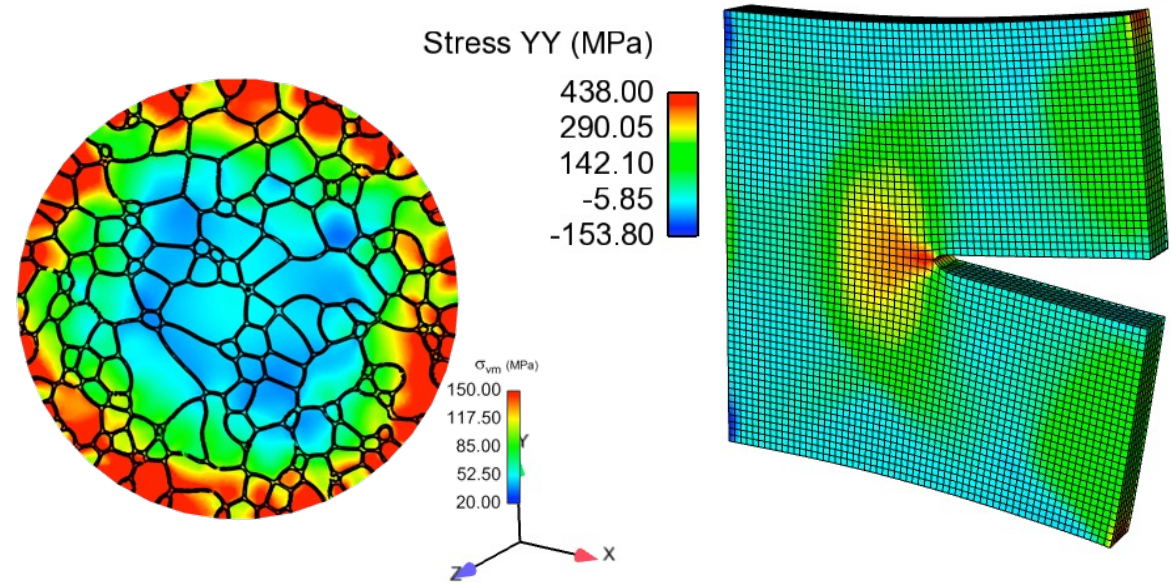 Stress YY (MPa)
438.00
290.05
142.10
-5.85
-153.80
σvm (MPa)
150.00
117.50
85.00
52.50
20.00
Y
X
Z